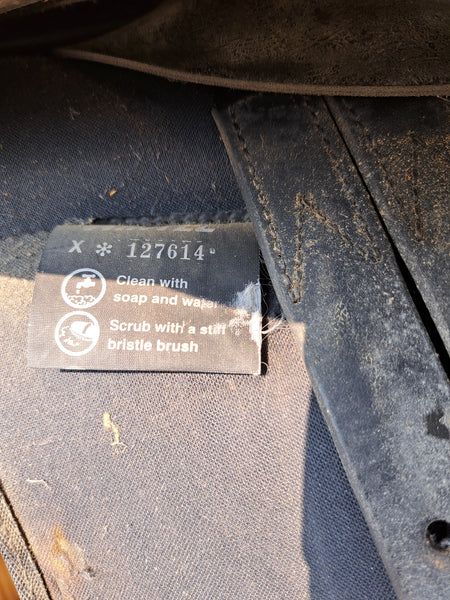 X * 127614
Clean with
soap and water
Scrub with a stiff
bristle brush